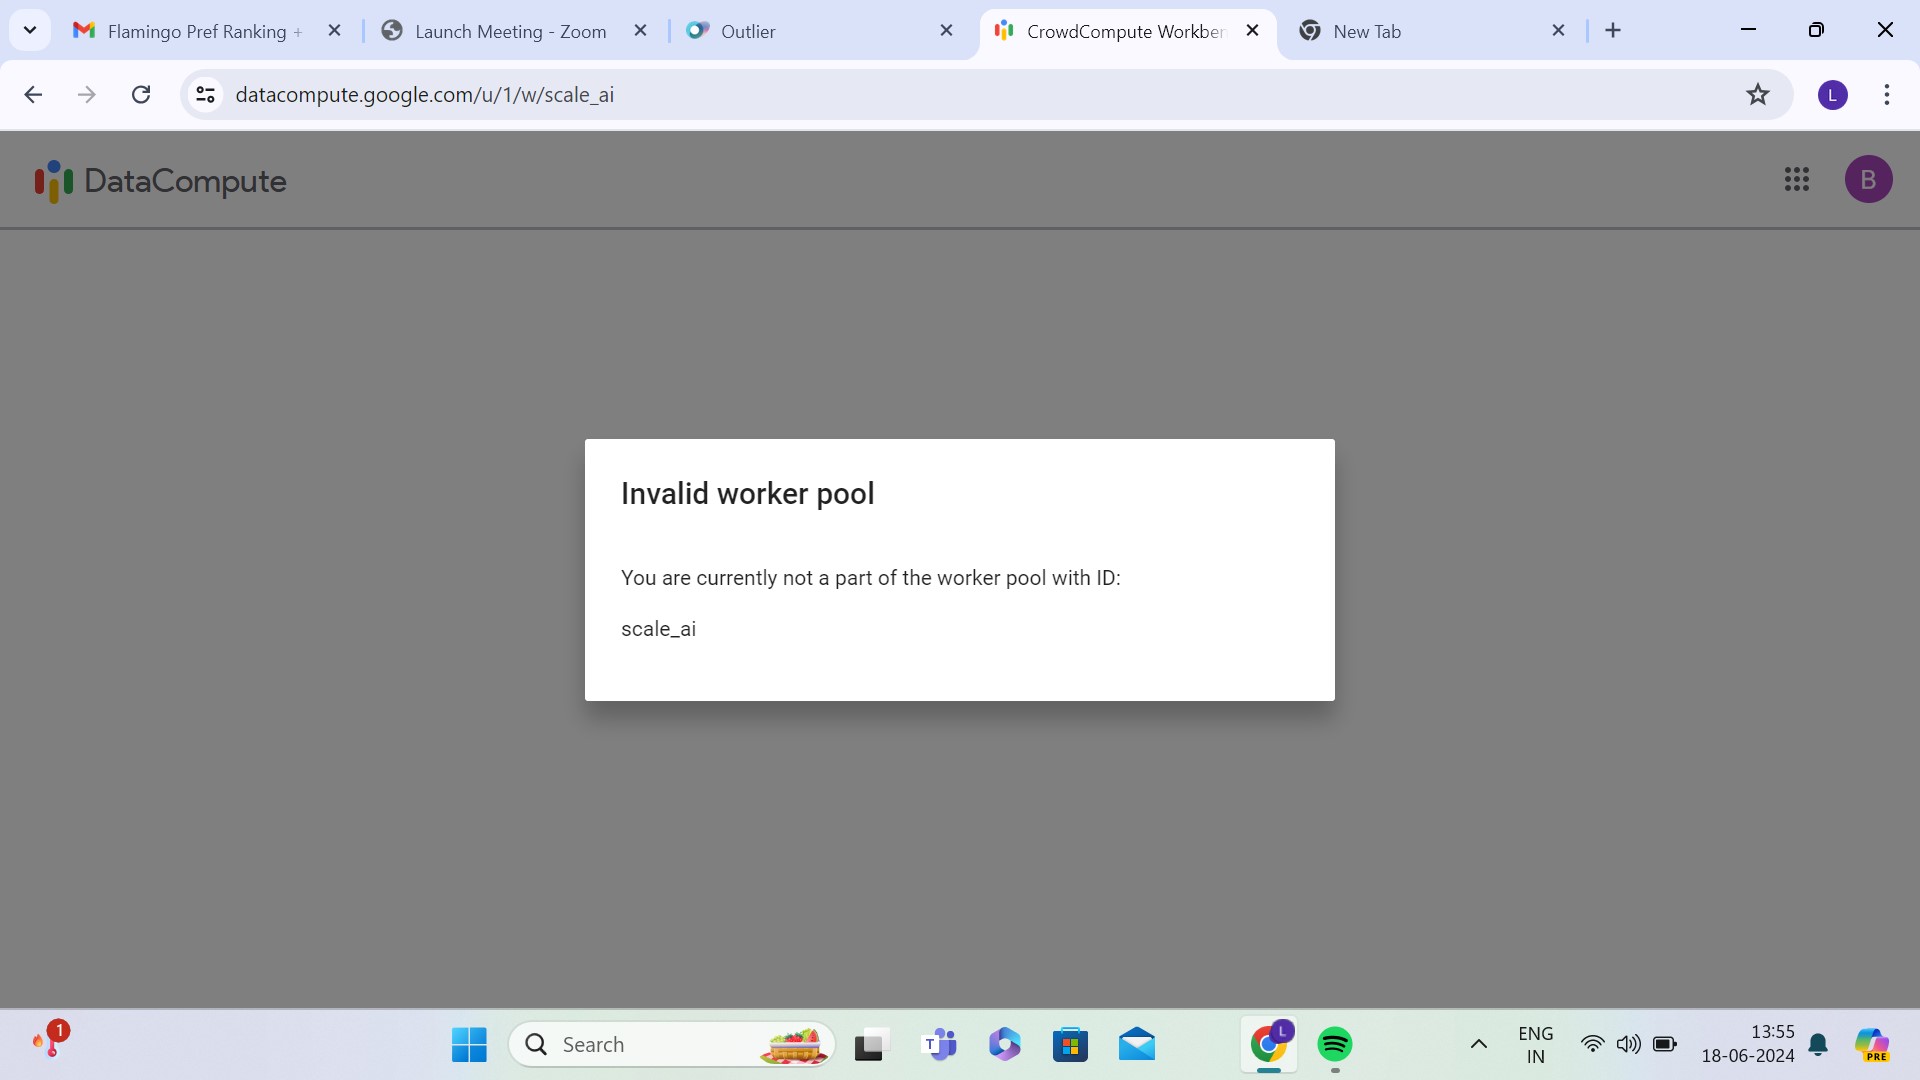 Flamingo Pref Ranking +
Launch Meeting - Zoom
Outlier
CrowdCompute Workben
New Tab
datacompute.google.com/u/1/w/scale_ai
L
DataCompute
B
Invalid worker pool
You are currently not a part of the worker pool with ID:
scale_ai
1
Search
T
L
ENG
IN
13:55
18-06-2024
PRE